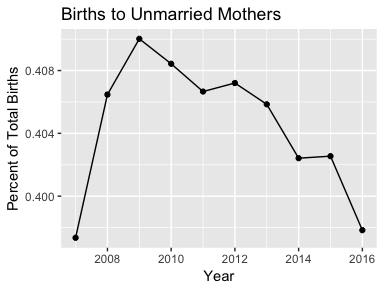 Births to Unmarried Mothers
Percent of Total Births
0.408
0.404
0.400
2008 2010 2012 2014 2016
Year